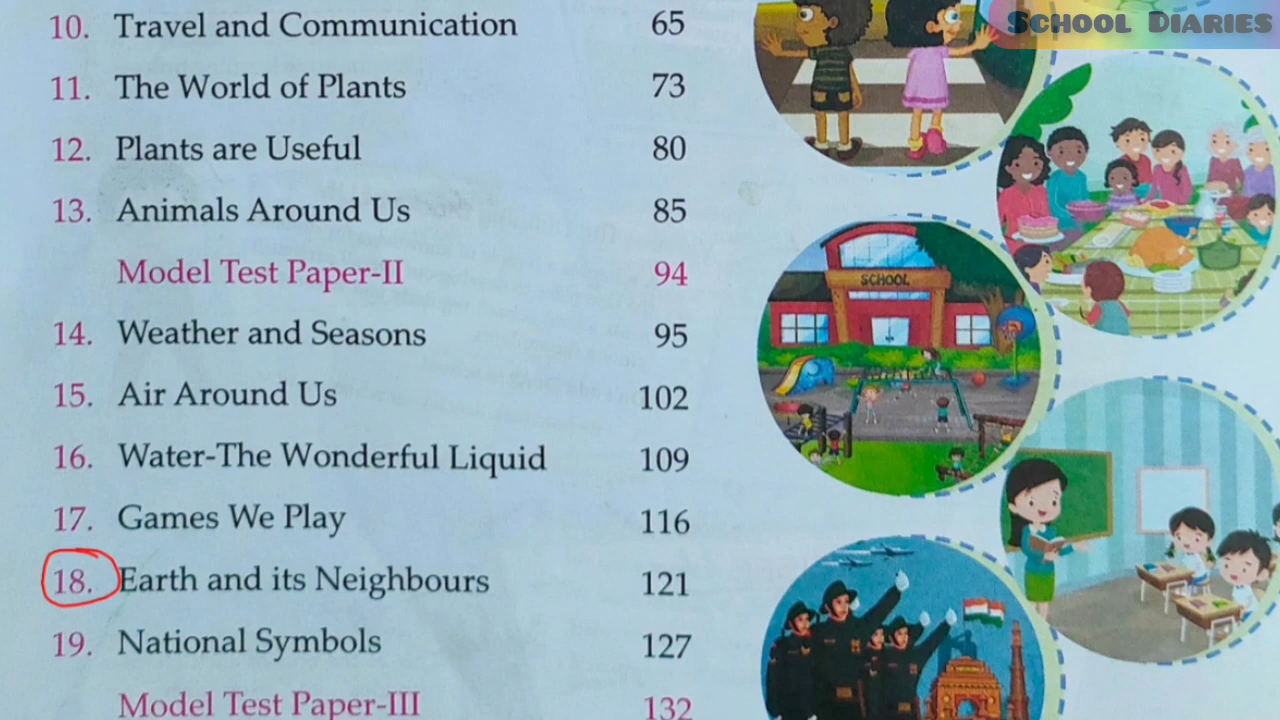 School Diaries
10. Travel and Communication 65
11. The World of Plants 73
12. Plants are Useful 80
13. Animals Around Us 85
Model Test Paper-II 94
14. Weather and Seasons 95
15. Air Around Us 102
16. Water-The Wonderful Liquid 109
17. Games We Play 116
18. Earth and its Neighbours 121
19. National Symbols 127
Model Test Paper-III 132
SCHOOL